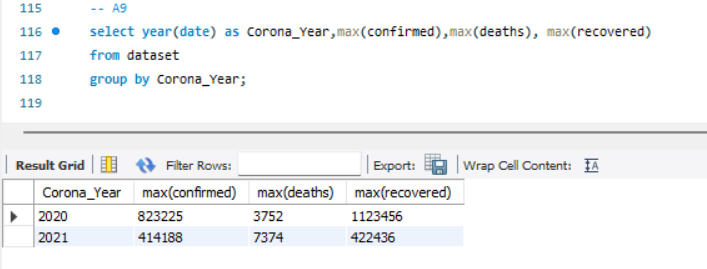 115 -- A9
116 select year(date) as Corona_Year,max(confirmed),max(deaths), max(recovered)
117 from dataset
118 group by Corona_Year;
119
Result Grid Filter Rows: Export: Wrap Cell Content: IA
Corona_Year max(confirmed) max(deaths) max(recovered)
2020 823225 3752 1123456
2021 414188 7374 422436